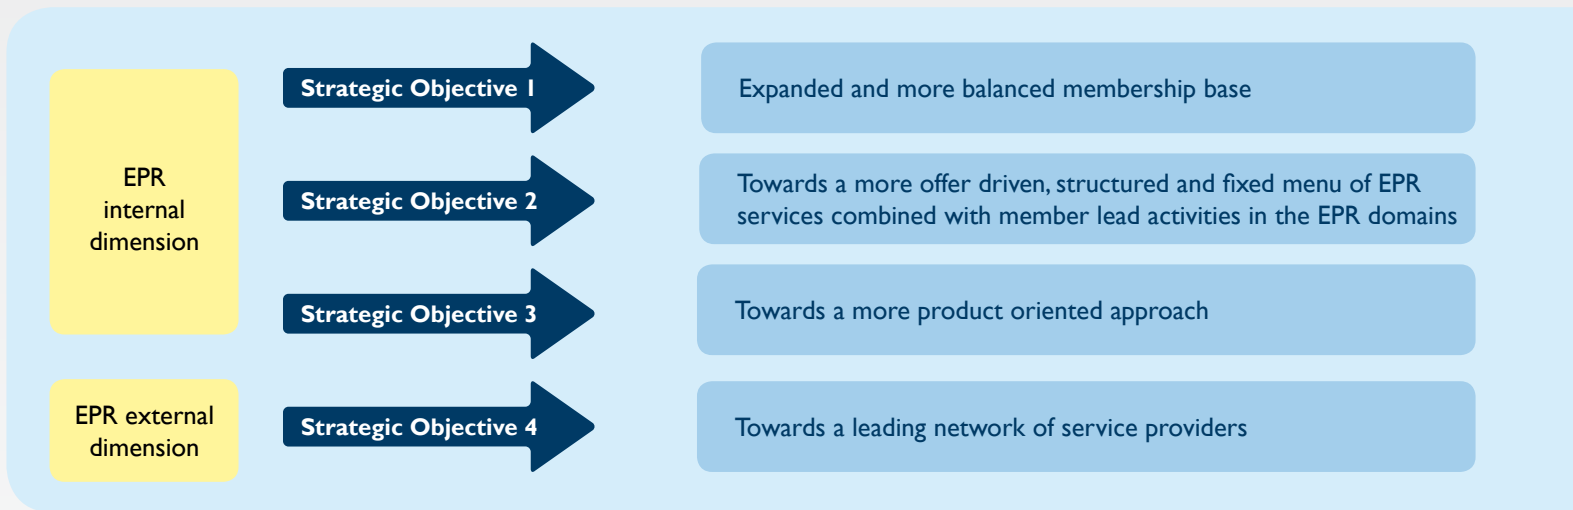 EPR
internal
dimension
Strategic Objective 1
Expanded and more balanced membership base
Strategic Objective 2
Towards a more offer driven, structured and fixed menu of EPR
services combined with member lead activities in the EPR domains
Strategic Objective 3
Towards a more product oriented approach
EPR external
dimension
Strategic Objective 4
Towards a leading network of service providers